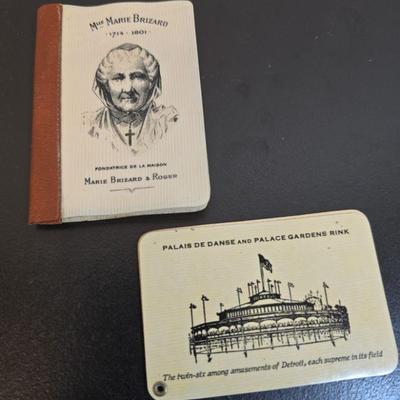 Mme Marie Brizard
1714 - 1801
FONDATRICE DE LA MAISON
Marie Brizard & Roger
PALAIS DE DANSE AND PALACE GARDENS RINK
The twin-six among amusements of Detroit, each supreme in its field